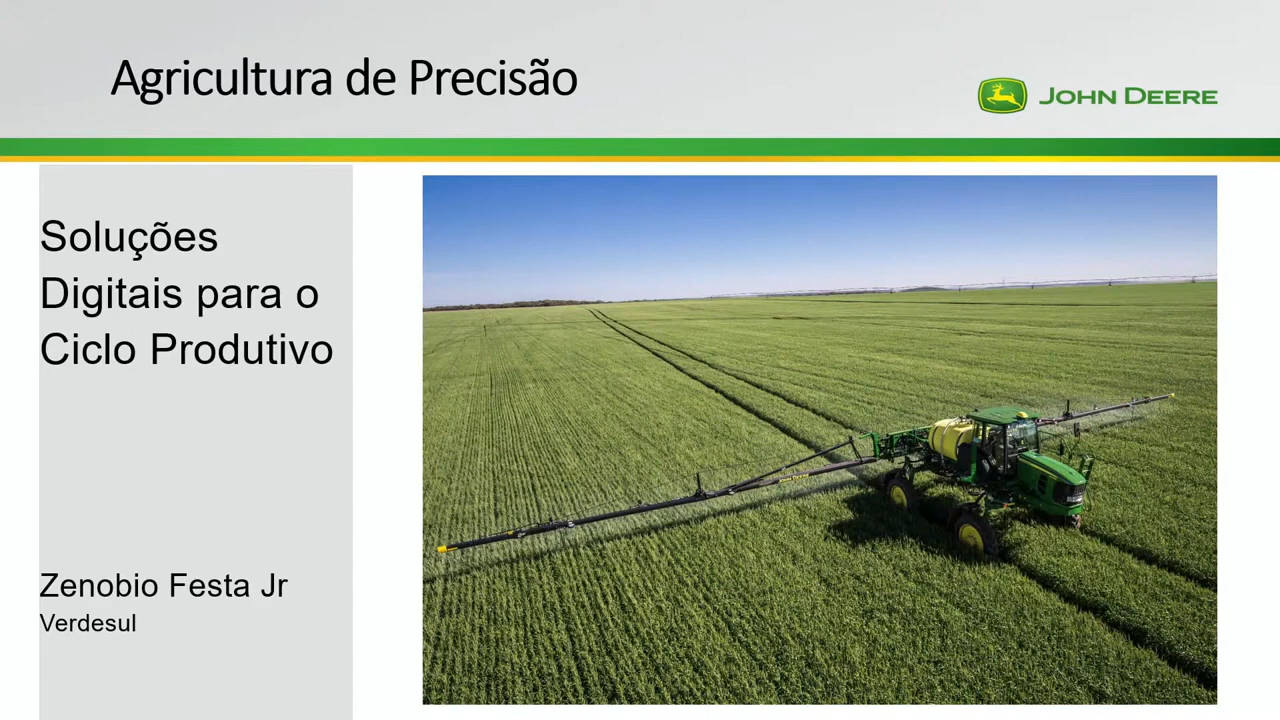 Agricultura de Precisão
JOHN DEERE
Soluções
Digitais para o
Ciclo Produtivo
Zenobio Festa Jr
Verdesul